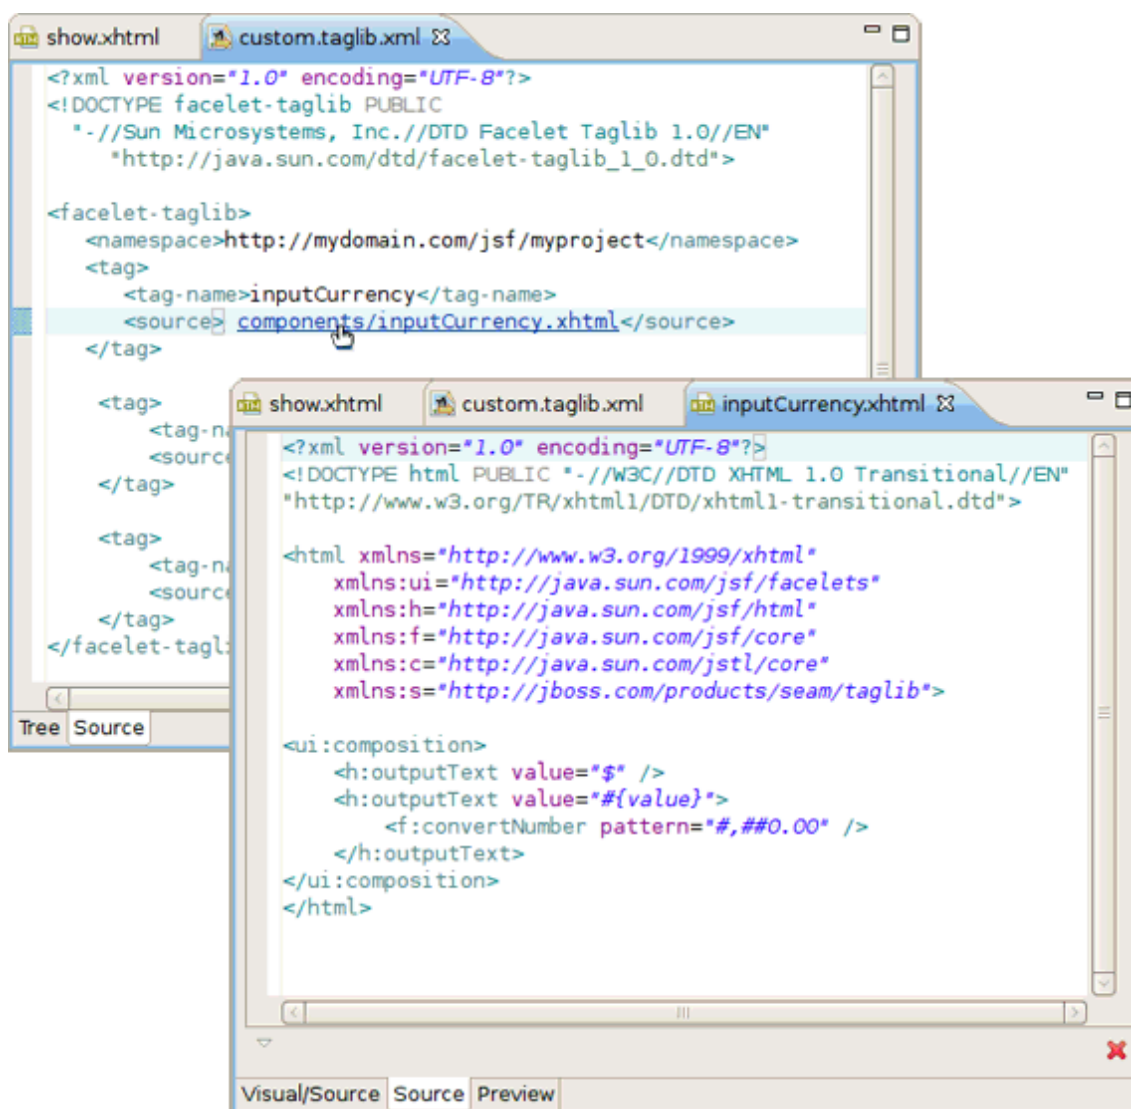 show.xhtml custom.taglib.xml
<?xml version="1.0" encoding="UTF-8"?>
<!DOCTYPE facelet-taglib PUBLIC
"-//Sun Microsystems, Inc.//DTD Facelet Taglib 1.0//EN"
"http://java.sun.com/dtd/facelet-taglib_1_0.dtd">
<facelet-taglib>
<namespace>http://mydomain.com/jsf/myproject</namespace>
<tag>
<tag-name>inputCurrency</tag-name>
<source> components/inputCurrency.xhtml</source>
</tag>
<tag>
<tag-n
<source
</tag>
<tag>
<tag-n
<source
</tag>
</facelet-tagl
Tree Source
show.xhtml custom.taglib.xml inputCurrency.xhtml
<?xml version="1.0" encoding="UTF-8"?>
<!DOCTYPE html PUBLIC "-//W3C//DTD XHTML 1.0 Transitional//EN"
"http://www.w3.org/TR/xhtml1/DTD/xhtml1-transitional.dtd">
<html xmlns="http://www.w3.org/1999/xhtml"
xmlns:ui="http://java.sun.com/jsf/facelets"
xmlns:h="http://java.sun.com/jsf/html"
xmlns:f="http://java.sun.com/jsf/core"
xmlns:c="http://java.sun.com/jstl/core"
xmlns:s="http://jboss.com/products/seam/taglib">
<ui:composition>
<h:outputText value="$" />
<h:outputText value="#{value}">
<f:convertNumber pattern="#,##0.00" />
</h:outputText>
</ui:composition>
</html>
Visual/Source Source Preview